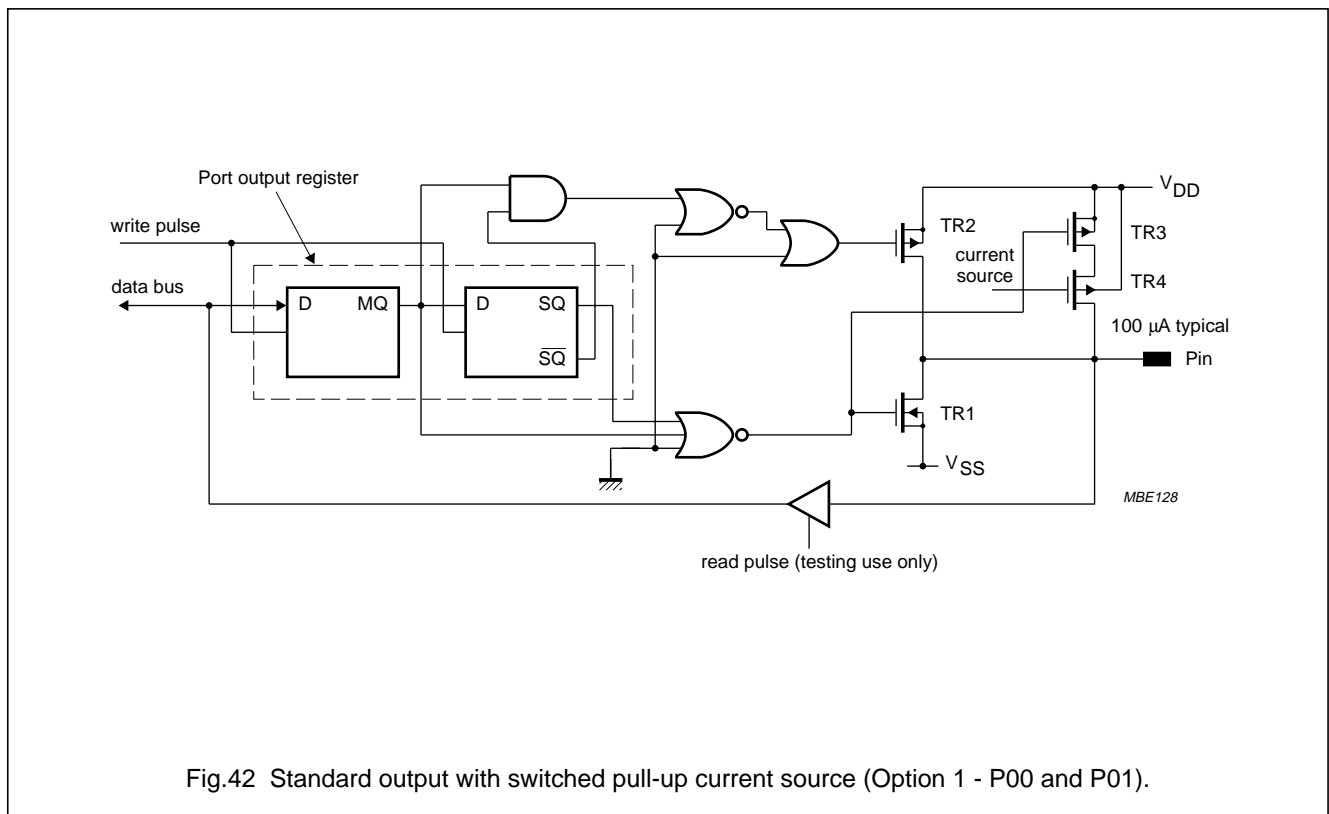 Port output register
write pulse
data bus
D
MQ
D
SQ
SQ
TR2
VDD
TR3
current
source
TR4
100 μA typical
Pin
TR1
VSS
MBE128
read pulse (testing use only)
Fig.42 Standard output with switched pull-up current source (Option 1 - P00 and P01).